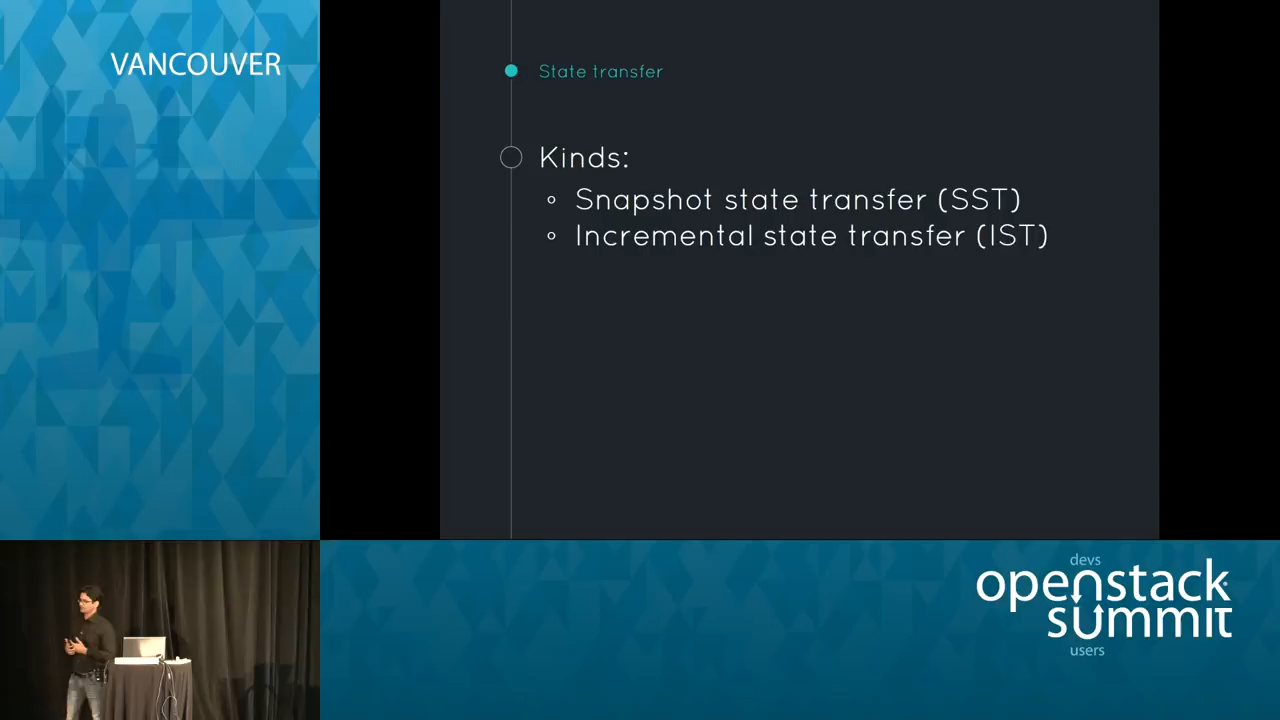 VANCOUVER
State transfer
Kinds:
Snapshot state transfer (SST)
Incremental state transfer (IST)
devs
openstack
summit
users